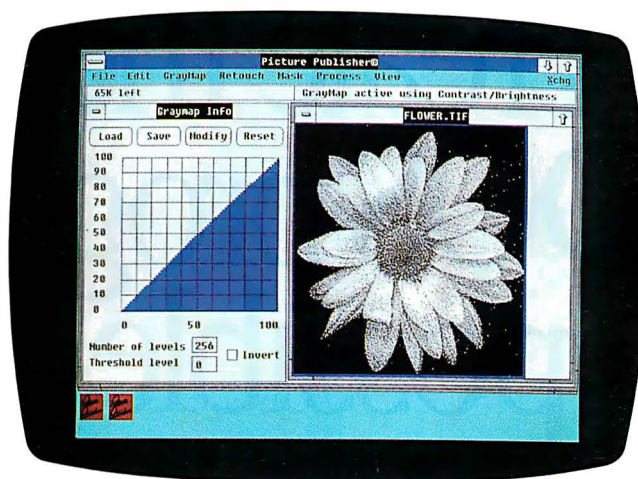 Picture Publisher®
File Edit GrayMap Retouch Mask Process View Xchg
65K left
GrayMap active using Contrast/Brightness
Graymap Info
Load Save Modify Reset
100
90
80
70
60
50
40
30
20
10
0
0 50 100
Number of levels 256
Threshold level 0
Invert
FLOWER.TIF